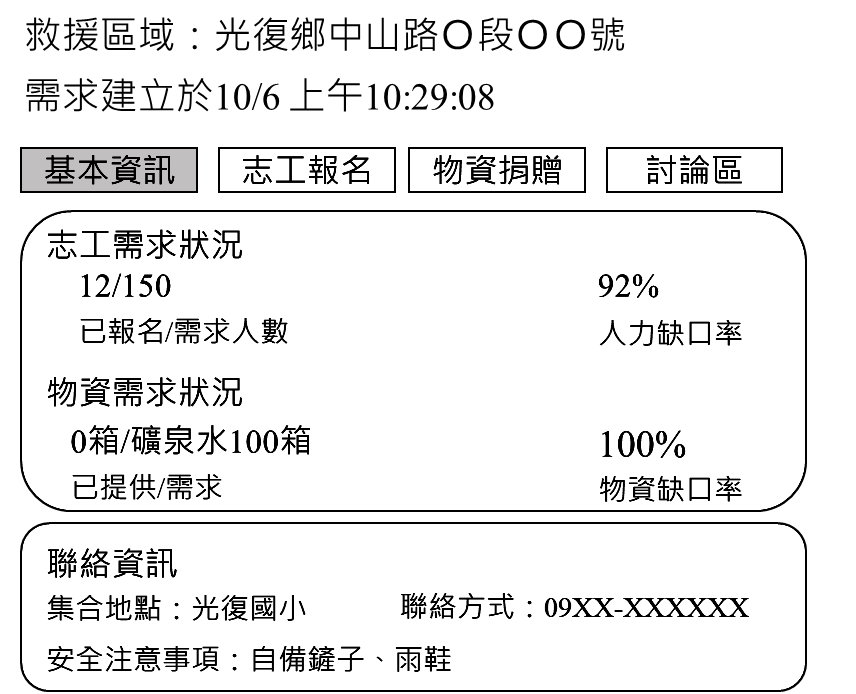 救援區域：光復鄉中山路O段OO號
需求建立於10/6 上午10:29:08
基本資訊 志工報名 物資捐贈 討論區
志工需求狀況
12/150 92%
已報名/需求人數 人力缺口率
物資需求狀況
0箱/礦泉水100箱 100%
已提供/需求 物資缺口率
聯絡資訊
集合地點：光復國小 聯絡方式：09XX-XXXXXX
安全注意事項：自備鏟子、雨鞋